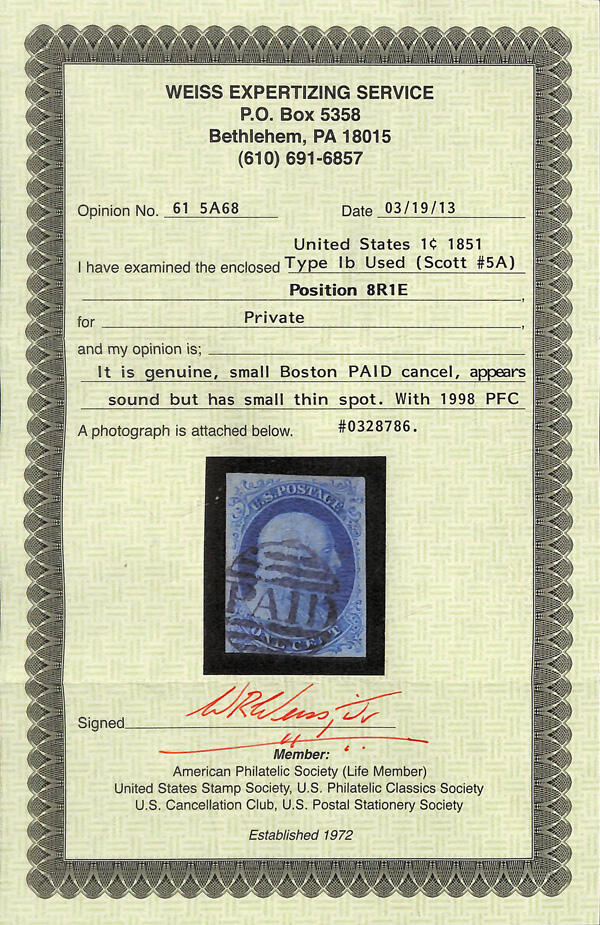 WEISS EXPERTIZING SERVICE
P.O. Box 5358
Bethlehem, PA 18015
(610) 691-6857
Opinion No. 61 5A68 Date 03/19/13
United States 1¢ 1851
I have examined the enclosed Type Ib Used (Scott #5A)
Position 8R1E,
for Private,
and my opinion is;
It is genuine, small Boston PAID cancel, appears
sound but has small thin spot. With 1998 PFC
A photograph is attached below. #0328786.
U.S. POSTAGE
PAID
ONE CENT
Signed WRWeiss, Jr
Member:
American Philatelic Society (Life Member)
United States Stamp Society, U.S. Philatelic Classics Society
U.S. Cancellation Club, U.S. Postal Stationery Society
Established 1972